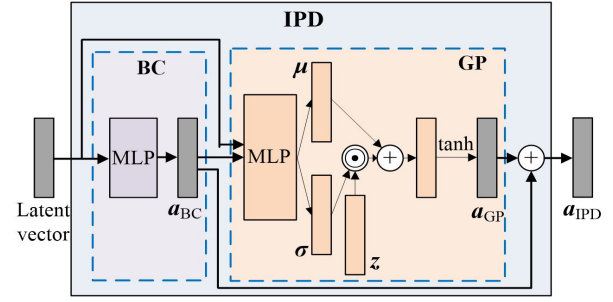 IPD
BC
GP
μ
MLP
MLP
tanh
Latent
vector
a_BC
σ
z
a_GP
a_IPD